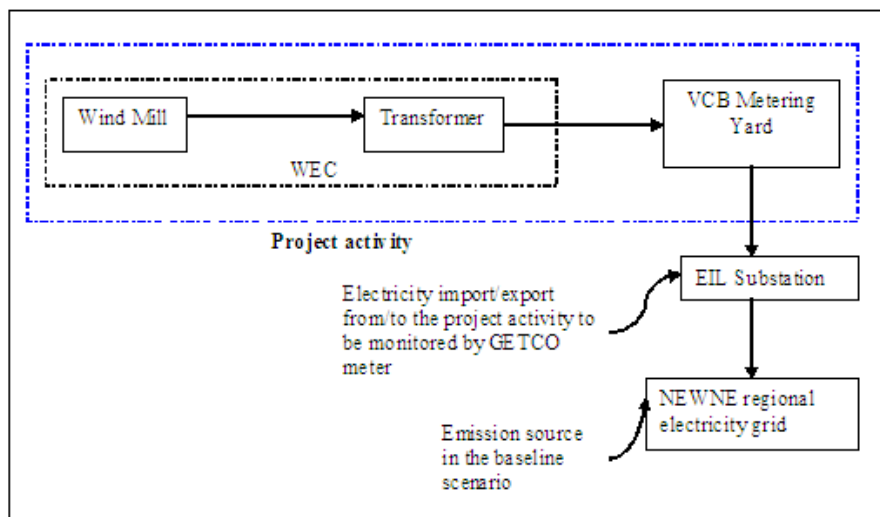 Wind Mill
Transformer
VCB Metering
Yard
WEC
Project activity
EIL Substation
Electricity import/export
from/to the project activity to
be monitored by GETCO
meter
NEWNE regional
electricity grid
Emission source
in the baseline
scenario